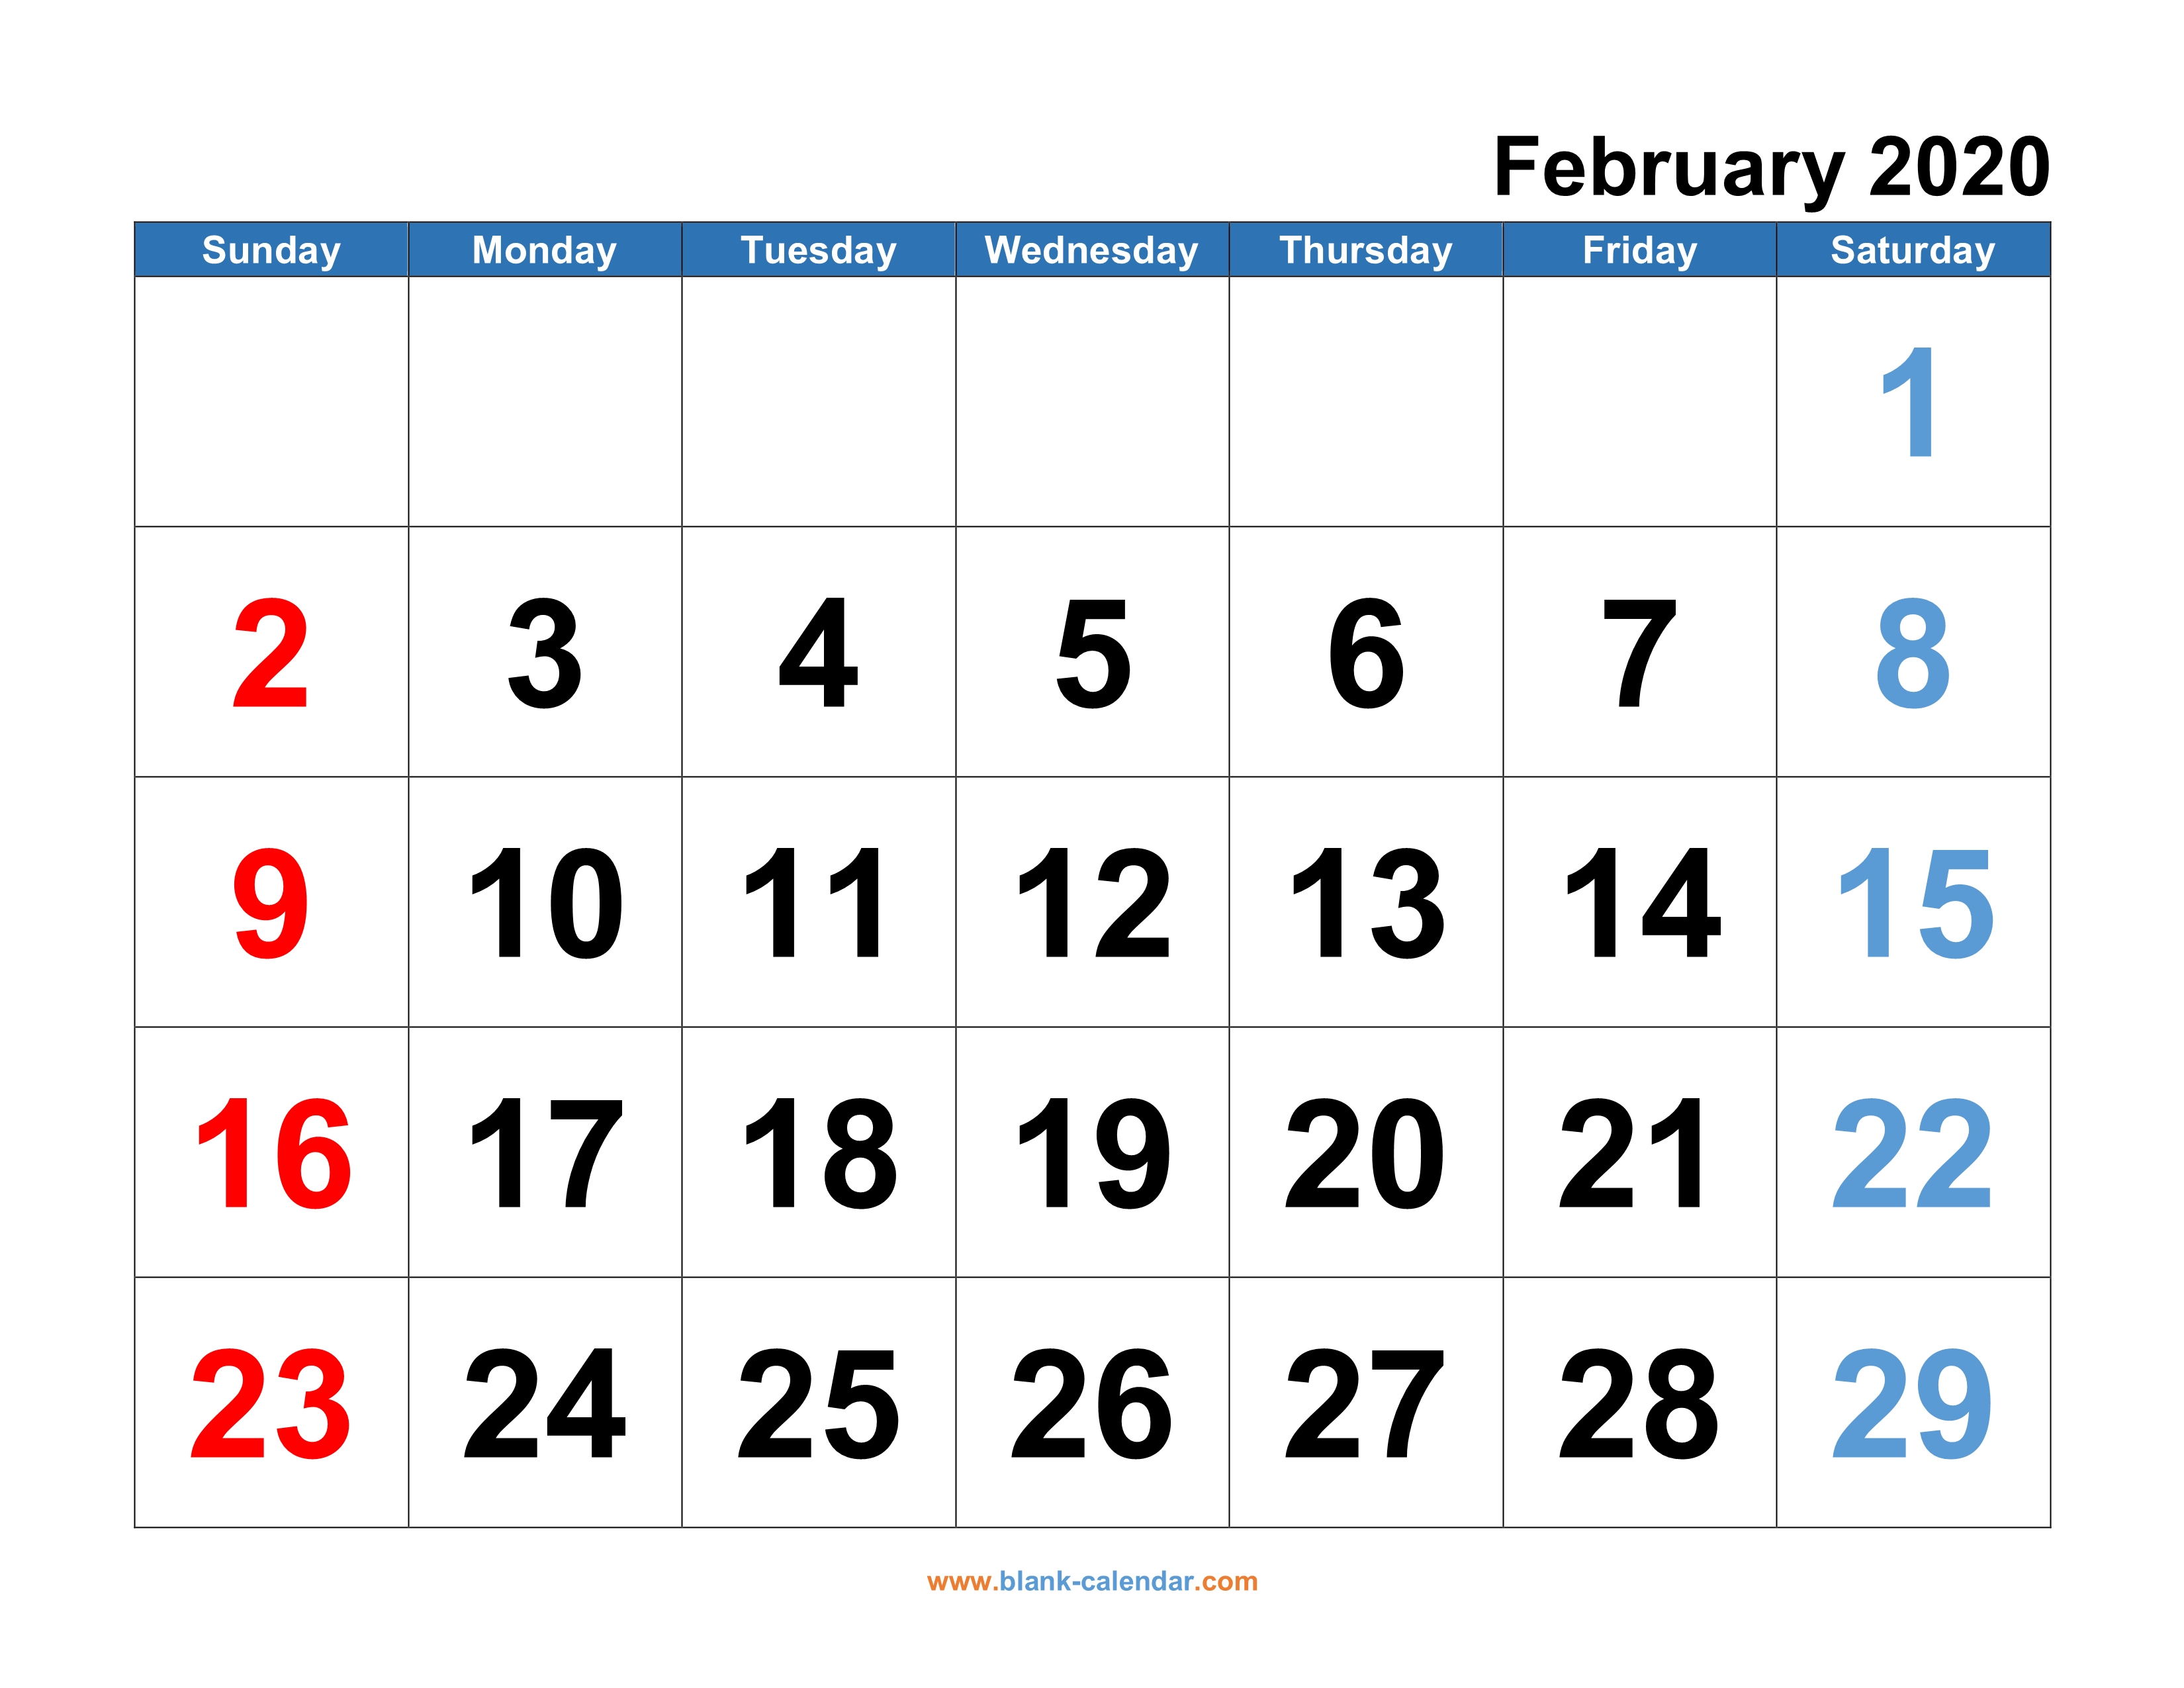 February 2020
Sunday Monday Tuesday Wednesday Thursday Friday Saturday
1
2 3 4 5 6 7 8
9 10 11 12 13 14 15
16 17 18 19 20 21 22
23 24 25 26 27 28 29
www.blank-calendar.com